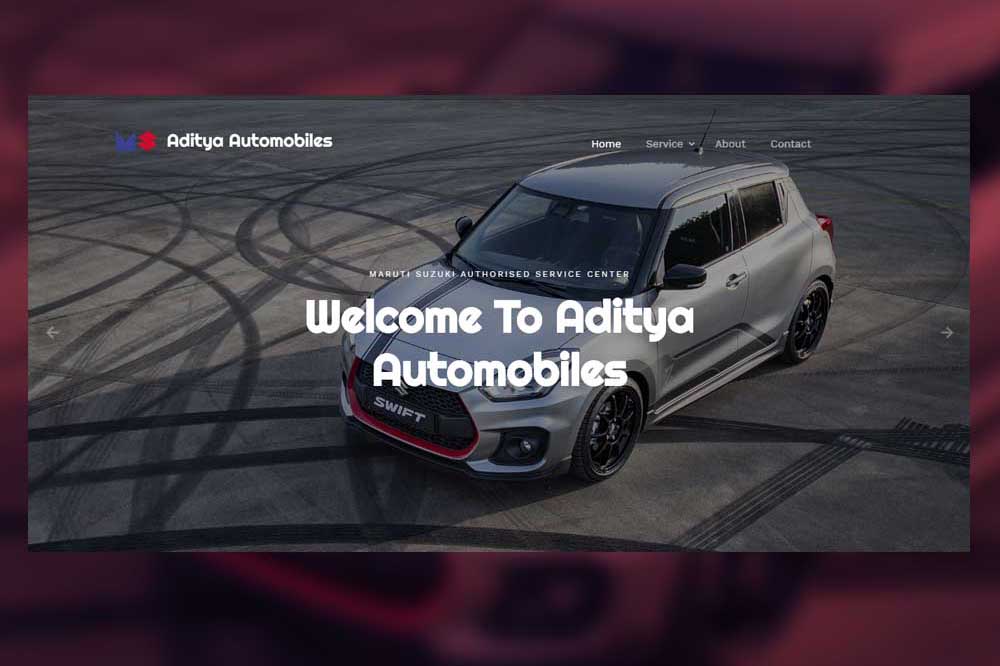 Aditya Automobiles
Home Service About Contact
MARUTI SUZUKI AUTHORISED SERVICE CENTER
Welcome To Aditya
Automobiles
SWIFT